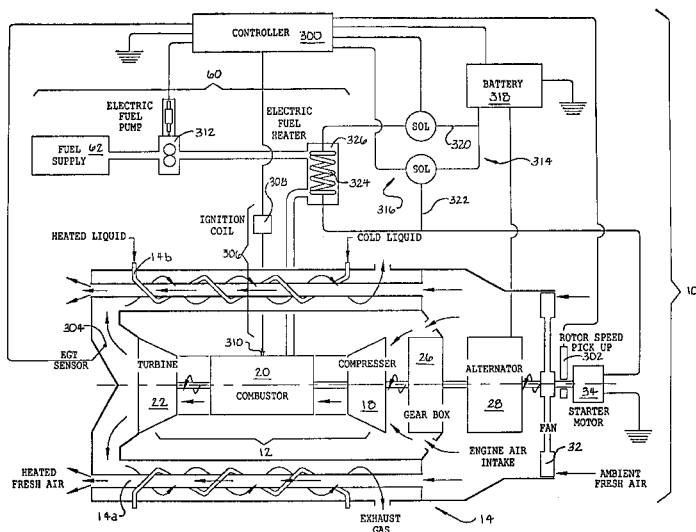 CONTROLLER
300
60
BATTERY
318
ELECTRIC
FUEL
PUMP
ELECTRIC
FUEL
HEATER
312
326
SOL
320
314
FUEL
SUPPLY
62
324
SOL
316
322
308
IGNITION
COIL
306
HEATED LIQUID
14b
COLD LIQUID
10
304
310
EGT
SENSOR
ROTOR SPEED
PICK UP
302
TURBINE
22
20
COMBUSTOR
COMPRESSER
18
26
GEAR BOX
ALTERNATOR
28
34
STARTER
MOTOR
FAN
12
ENGINE AIR
INTAKE
32
HEATED
FRESH AIR
14a
AMBIENT
FRESH AIR
EXHAUST
GAS
14